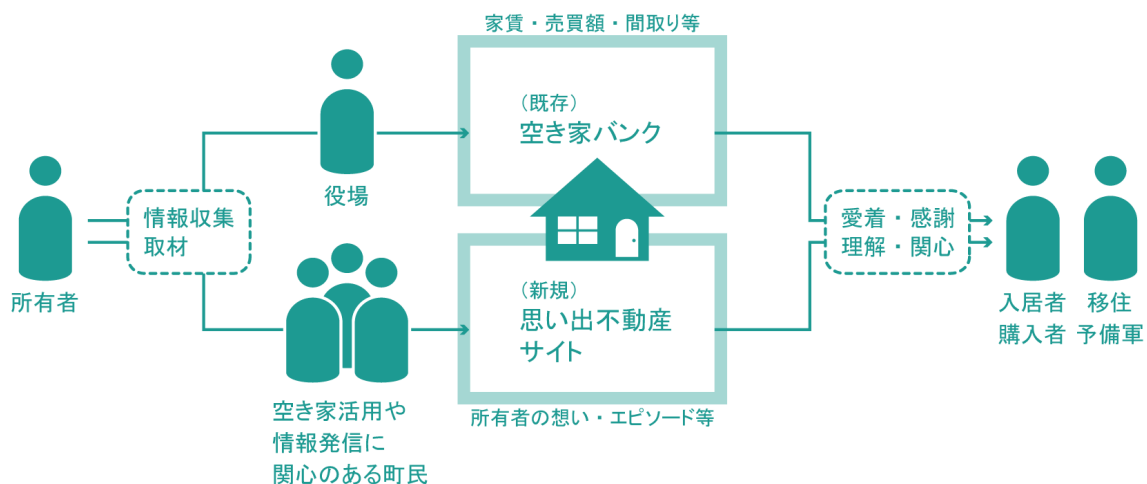 所有者
情報収集
取材
役場
空き家活用や
情報発信に
関心のある町民
家賃・売買額・間取り等
（既存）
空き家バンク
（新規）
思い出不動産
サイト
所有者の想い・エピソード等
愛着・感謝
理解・関心
入居者
購入者
移住
予備軍